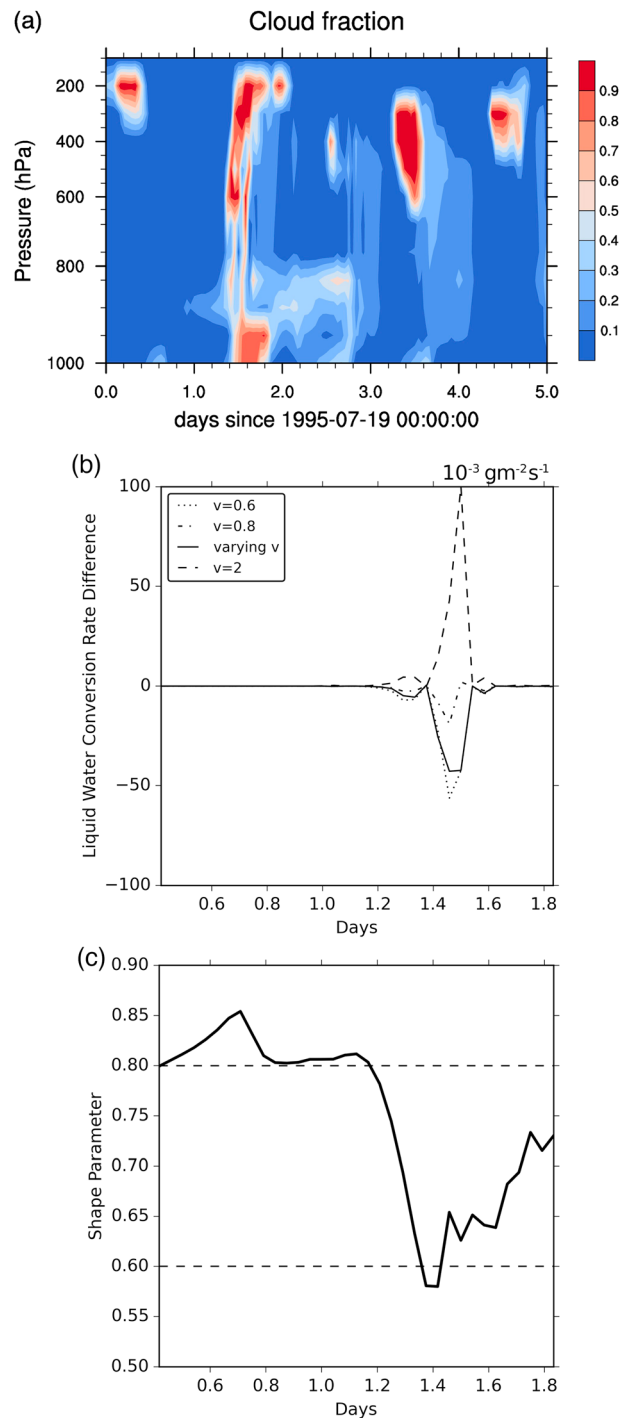 (a)
Cloud fraction
Pressure (hPa)
200
400
600
800
1000
0.0 1.0 2.0 3.0 4.0 5.0
days since 1995-07-19 00:00:00
0.9
0.8
0.7
0.6
0.5
0.4
0.3
0.2
0.1
(b)
10⁻³ gm⁻²s⁻¹
Liquid Water Conversion Rate Difference
100
50
0
−50
−100
v=0.6
v=0.8
varying v
v=2
0.6 0.8 1.0 1.2 1.4 1.6 1.8
Days
(c)
Shape Parameter
0.90
0.85
0.80
0.75
0.70
0.65
0.60
0.55
0.50
0.6 0.8 1.0 1.2 1.4 1.6 1.8
Days